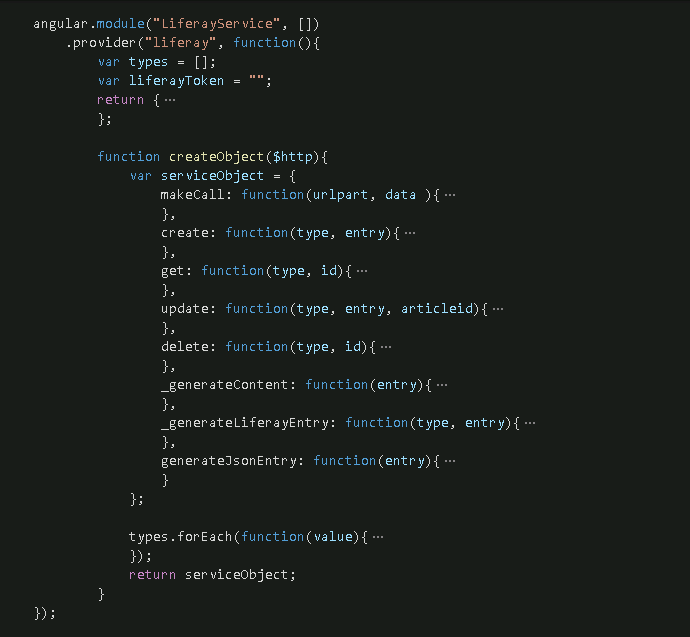 angular.module("LiferayService", [])
    .provider("liferay", function(){
        var types = [];
        var liferayToken = "";
        return {…
        };

        function createObject($http){
            var serviceObject = {
                makeCall: function(urlpart, data ){…
                },
                create: function(type, entry){…
                },
                get: function(type, id){…
                },
                update: function(type, entry, articleid){…
                },
                delete: function(type, id){…
                },
                _generateContent: function(entry){…
                },
                _generateLiferayEntry: function(type, entry){…
                },
                generateJsonEntry: function(entry){…
                }
            };

            types.forEach(function(value){…
            });
            return serviceObject;
        }
});